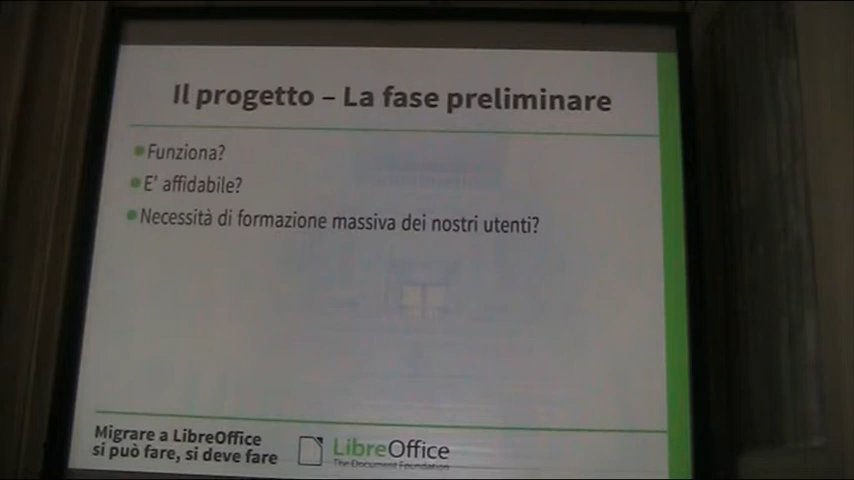 Il progetto – La fase preliminare
Funziona?
E' affidabile?
Necessità di formazione massiva dei nostri utenti?
Migrare a LibreOffice
si può fare, si deve fare
LibreOffice
The Document Foundation